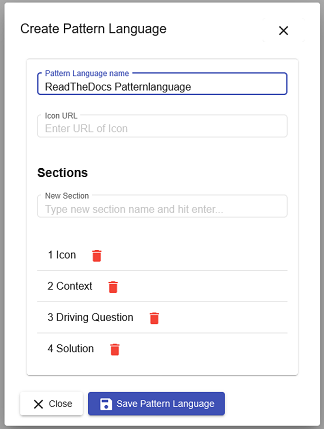 Create Pattern Language
Pattern Language name
ReadTheDocs Patternlanguage
Icon URL
Enter URL of Icon
Sections
New Section
Type new section name and hit enter...
1 Icon
2 Context
3 Driving Question
4 Solution
Close
Save Pattern Language